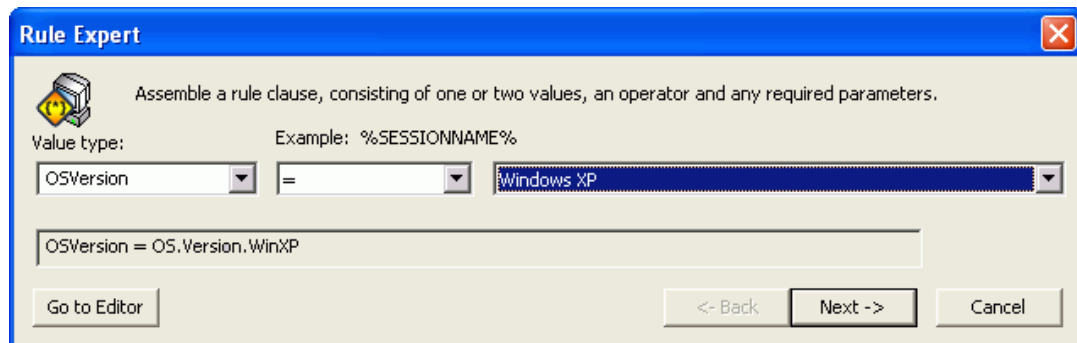 Rule Expert
Assemble a rule clause, consisting of one or two values, an operator and any required parameters.
Value type:
Example: %SESSIONNAME%
OSVersion
=
Windows XP
OSVersion = OS.Version.WinXP
Go to Editor
<- Back
Next ->
Cancel